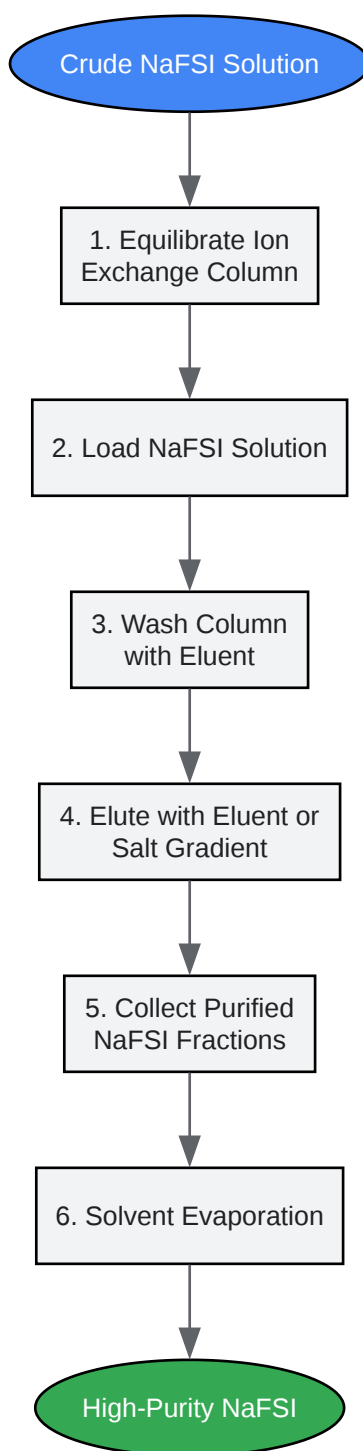 Crude NaFSI Solution
1. Equilibrate Ion
Exchange Column
2. Load NaFSI Solution
3. Wash Column
with Eluent
4. Elute with Eluent or
Salt Gradient
5. Collect Purified
NaFSI Fractions
6. Solvent Evaporation
High-Purity NaFSI